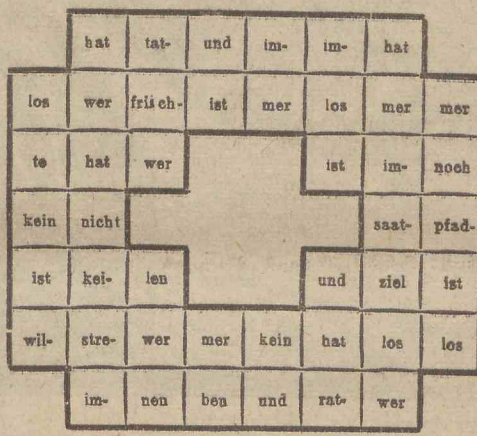 hat tat- und im- im- hat
los wer frisch- ist mer los mer mer
te hat wer ist im- noch
kein nicht saat- pfad-
ist kei- len und ziel ist
wil- stre- wer mer kein hat los los
im- nen ben und rat- wer